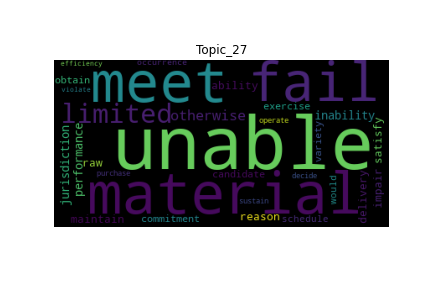 Topic_27
efficiency
occurrence
obtain
meet
fail
violate
ability
limited
otherwise
exercise
inability
unable
operate
jurisdiction
performance
raw
variety
satisfy
purchase
candidate
decide
material
would
delivery
impair
sustain
maintain
commitment
reason
schedule